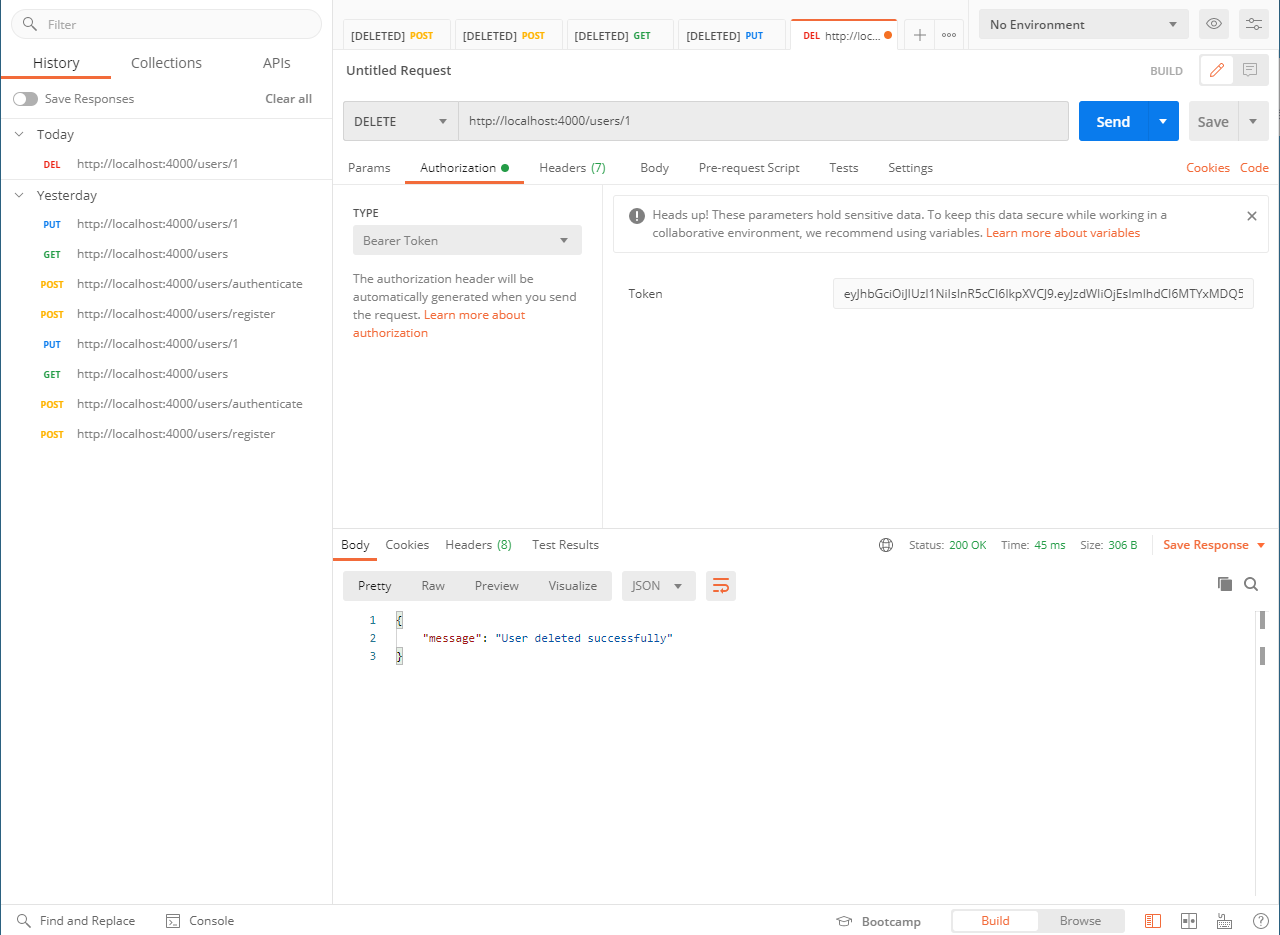 Filter
History Collections APIs
Save Responses Clear all
Today
DEL http://localhost:4000/users/1
Yesterday
PUT http://localhost:4000/users/1
GET http://localhost:4000/users
POST http://localhost:4000/users/authenticate
POST http://localhost:4000/users/register
PUT http://localhost:4000/users/1
GET http://localhost:4000/users
POST http://localhost:4000/users/authenticate
POST http://localhost:4000/users/register
[DELETED] POST [DELETED] POST [DELETED] GET [DELETED] PUT DEL http://loc...
No Environment
Untitled Request BUILD
DELETE http://localhost:4000/users/1 Send Save
Params Authorization Headers (7) Body Pre-request Script Tests Settings Cookies Code
TYPE
Bearer Token
The authorization header will be
automatically generated when you send
the request. Learn more about
authorization
Heads up! These parameters hold sensitive data. To keep this data secure while working in a
collaborative environment, we recommend using variables. Learn more about variables
Token eyJhbGciOiJIUzI1NiIsInR5cCI6IkpXVCJ9.eyJzdWIiOjEsImlhdCI6MTYxMDQ5
Body Cookies Headers (8) Test Results Status: 200 OK Time: 45 ms Size: 306 B Save Response
Pretty Raw Preview Visualize JSON
1 {
2 "message": "User deleted successfully"
3 }
Find and Replace Console Bootcamp Build Browse